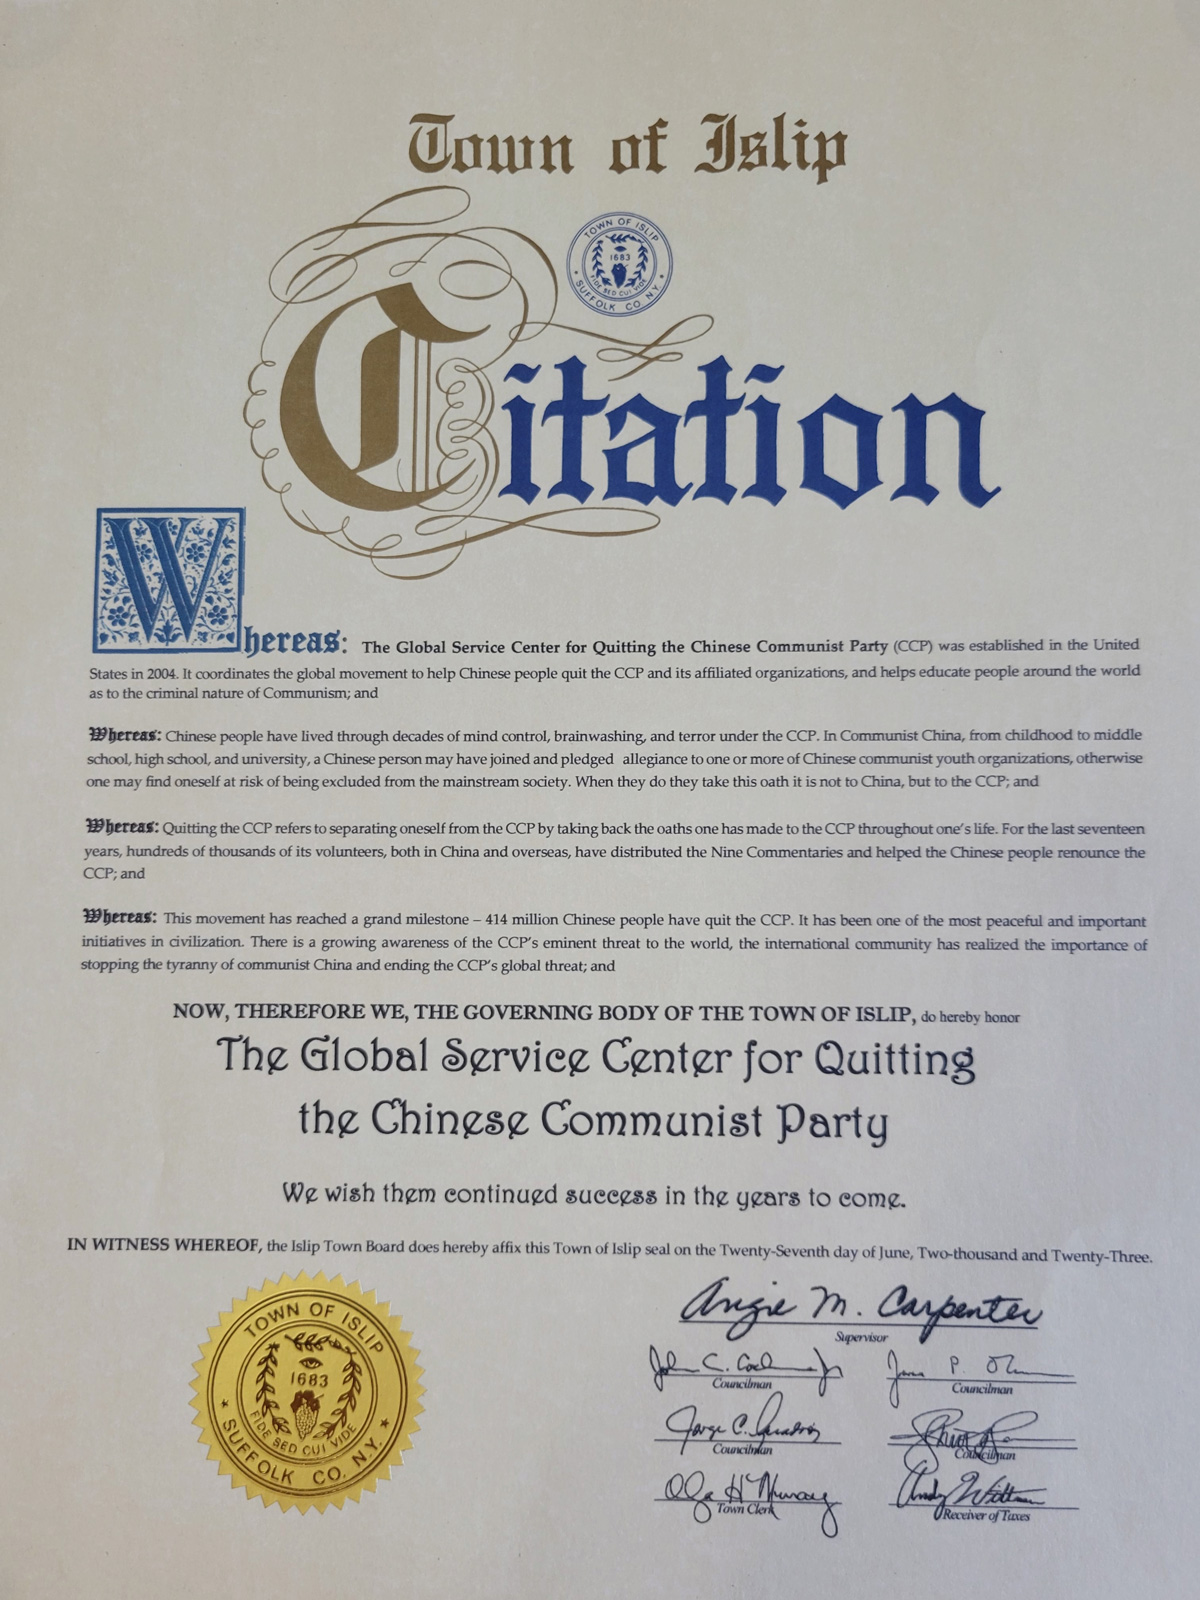 Town of Islip
TOWN OF ISLIP
1683
FIDE SED CUI VIDE
SUFFOLK CO. N.Y.
Citation
Whereas: The Global Service Center for Quitting the Chinese Communist Party (CCP) was established in the United
States in 2004. It coordinates the global movement to help Chinese people quit the CCP and its affiliated organizations, and helps educate people around the world
as to the criminal nature of Communism; and
Whereas: Chinese people have lived through decades of mind control, brainwashing, and terror under the CCP. In Communist China, from childhood to middle
school, high school, and university, a Chinese person may have joined and pledged allegiance to one or more of Chinese communist youth organizations, otherwise
one may find oneself at risk of being excluded from the mainstream society. When they do they take this oath it is not to China, but to the CCP; and
Whereas: Quitting the CCP refers to separating oneself from the CCP by taking back the oaths one has made to the CCP throughout one's life. For the last seventeen
years, hundreds of thousands of its volunteers, both in China and overseas, have distributed the Nine Commentaries and helped the Chinese people renounce the
CCP; and
Whereas: This movement has reached a grand milestone – 414 million Chinese people have quit the CCP. It has been one of the most peaceful and important
initiatives in civilization. There is a growing awareness of the CCP's eminent threat to the world, the international community has realized the importance of
stopping the tyranny of communist China and ending the CCP's global threat; and
NOW, THEREFORE WE, THE GOVERNING BODY OF THE TOWN OF ISLIP, do hereby honor
The Global Service Center for Quitting
the Chinese Communist Party
We wish them continued success in the years to come.
IN WITNESS WHEREOF, the Islip Town Board does hereby affix this Town of Islip seal on the Twenty-Seventh day of June, Two-thousand and Twenty-Three.
TOWN OF ISLIP
1683
FIDE SED CUI VIDE
SUFFOLK CO. N.Y.
Angie M. Carpenter
Supervisor
John C. Jr
Councilman
P.
Councilman
Jorge C.
Councilman
Councilman
Olga H Murray
Town Clerk
Andy Wittman
Receiver of Taxes